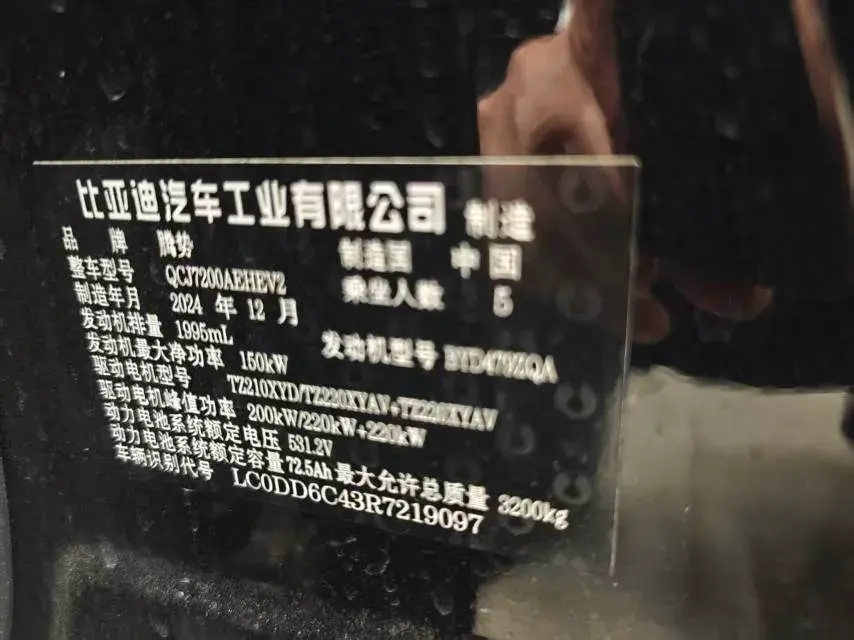 比亚迪汽车工业有限公司 制造
品牌 腾势 制造国 中国
整车型号 QCJ7200AEHEV2 乘坐人数 5
制造年月 2024 年 12 月
发动机排量 1995mL 发动机型号 BYD479ZQA
发动机最大净功率 150kW
驱动电机型号 TZ210XYD/TZ220XYAV+TZ220XYAV
驱动电机峰值功率 200kW/220kW+220kW
动力电池系统额定电压 531.2V
动力电池系统额定容量 72.5Ah 最大允许总质量 3200kg
车辆识别代号 LC0DD6C43R7219097